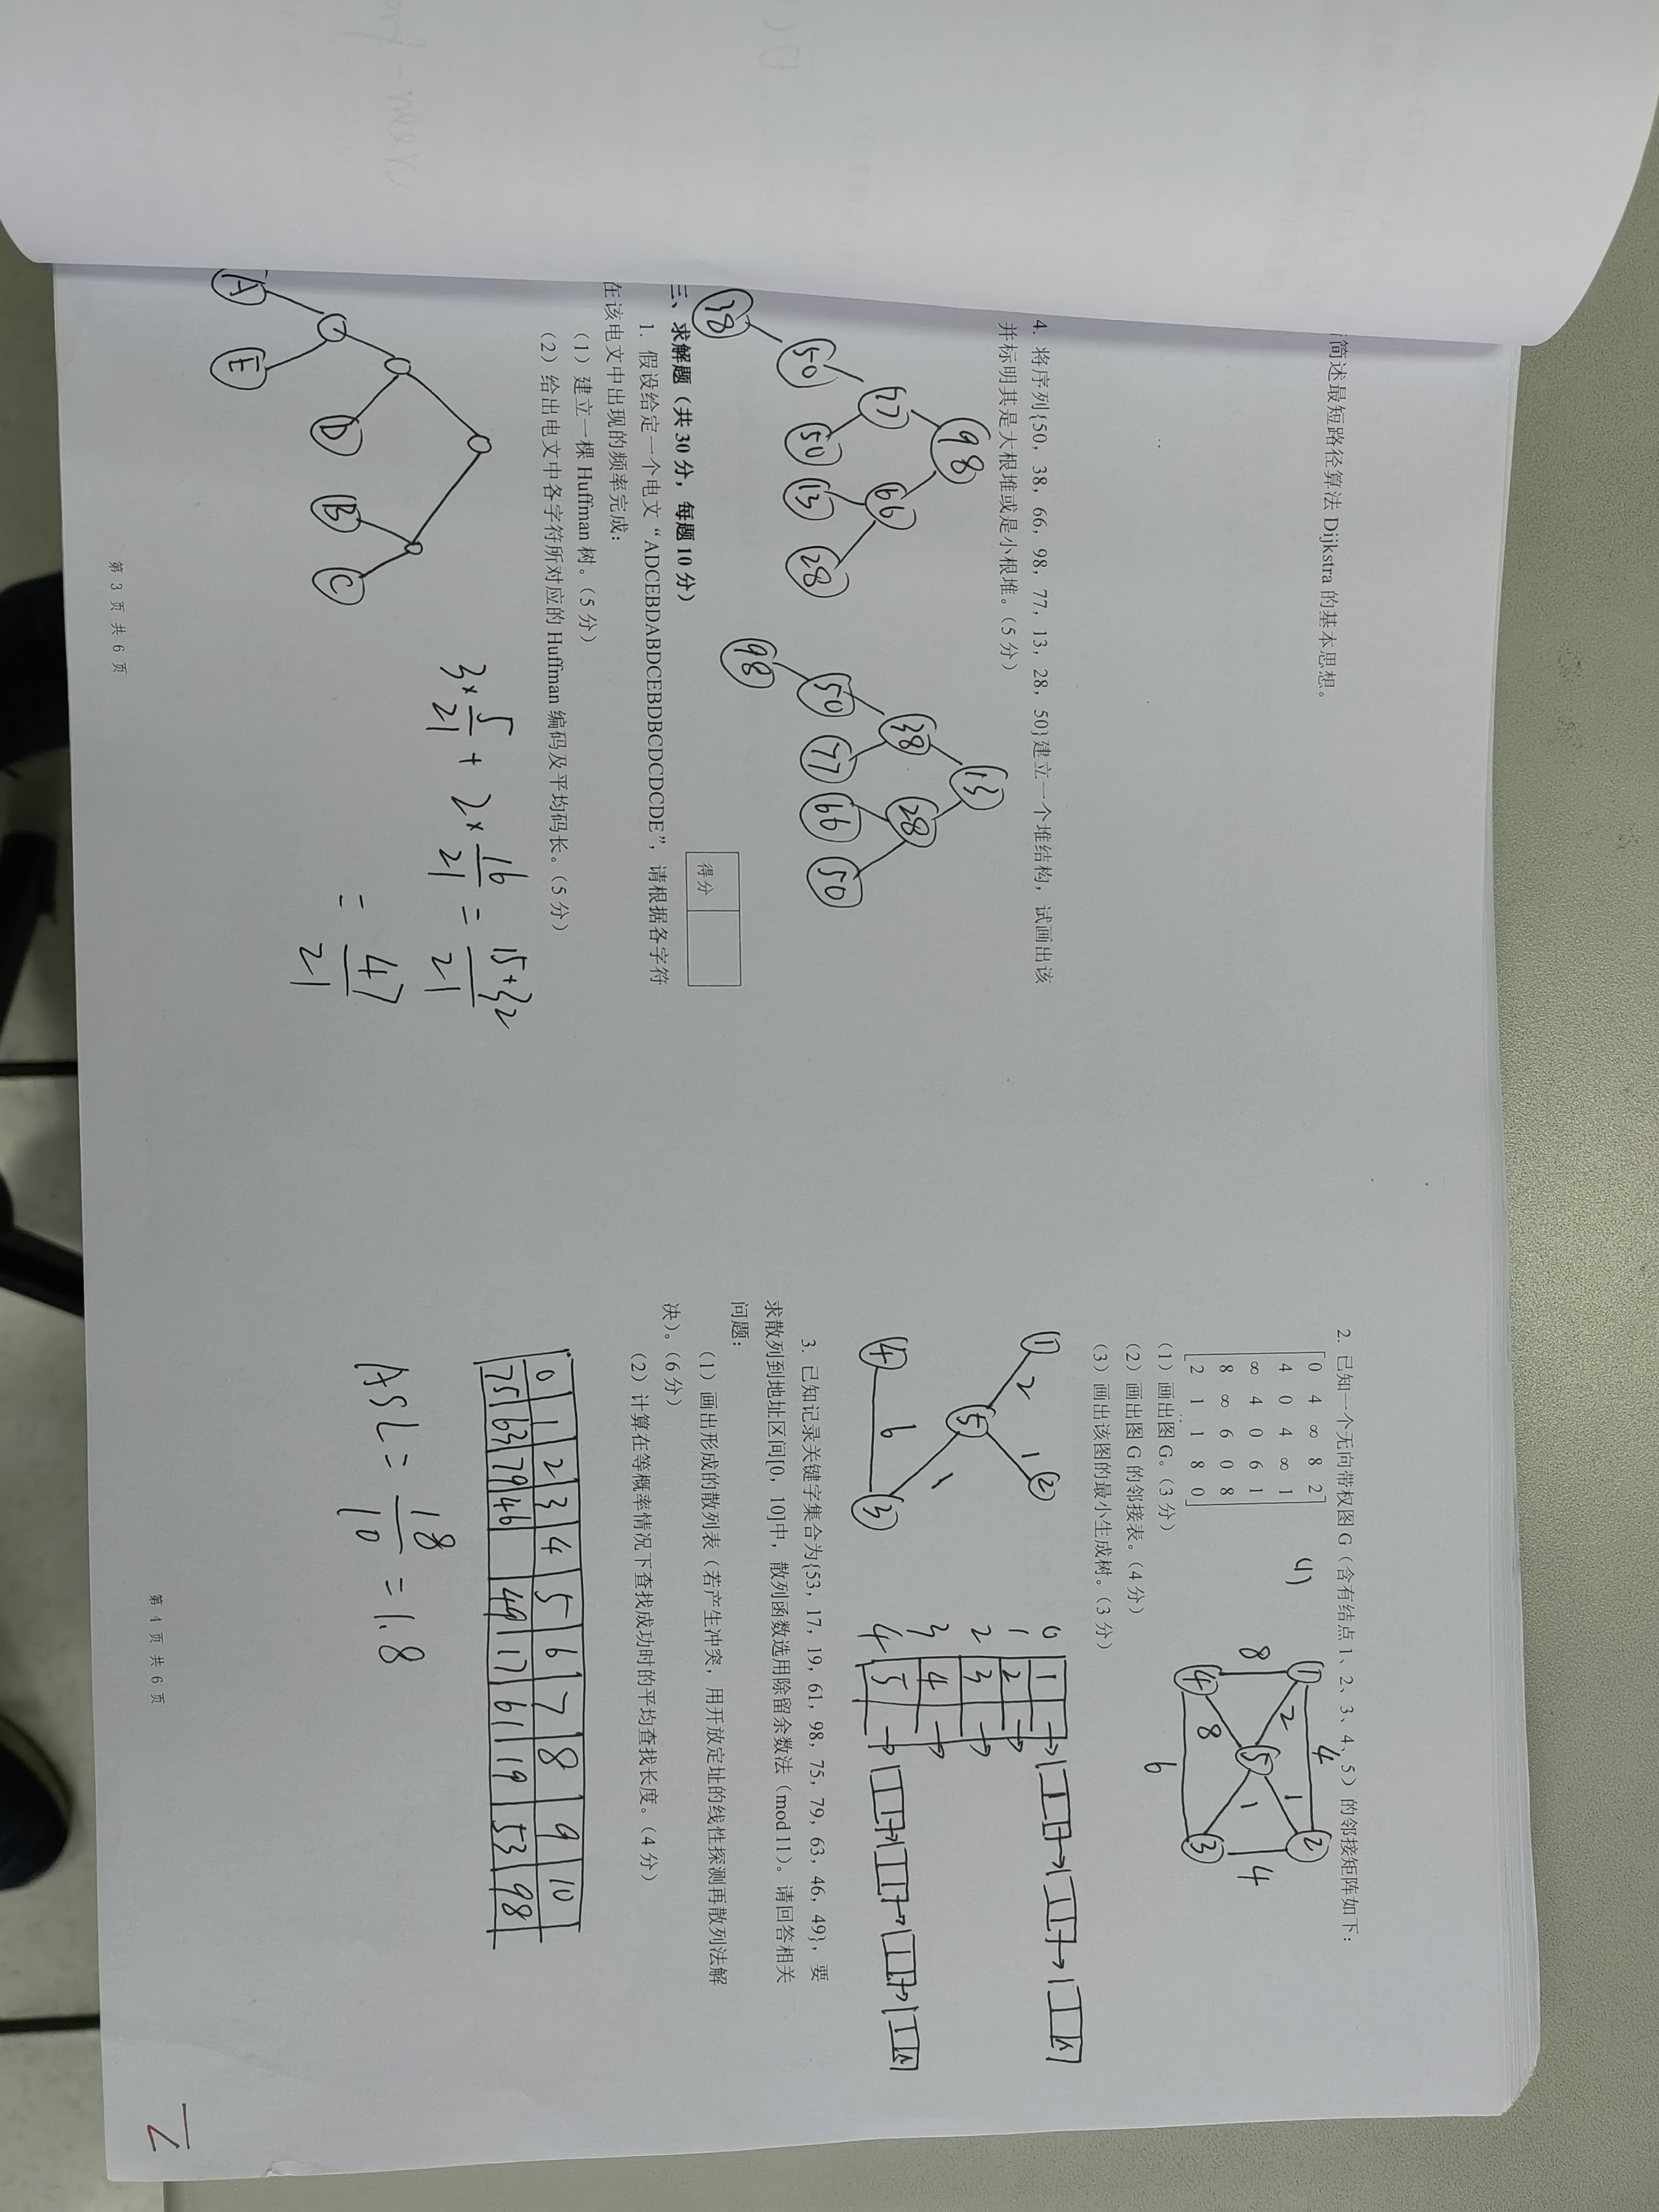 简述最短路径算法 Dijkstra 的基本思想。
4. 将序列{50，38，66，98，77，13，28，50}建立一个堆结构，试画出该
并标明其是大根堆或是小根堆。（5 分）
98
77 66
50 50 13 28
38
13
38 28
50 77 66 50
98
得分
三、求解题（共 30 分，每题 10 分）
1. 假设给定一个电文“ADCEBDABDCEBDBCDCDCDE”，请根据各字符
在该电文中出现的频率完成：
（1）建立一棵 Huffman 树。（5 分）
（2）给出电文中各字符所对应的 Huffman 编码及平均码长。（5 分）
D B C
A E
3×5/21 + 2×16/21 = 15+32/21
= 47/21
第 3 页 共 6 页
2. 已知一个无向带权图 G（含有结点 1、2、3、4、5）的邻接矩阵如下：
0 4 ∞ 8 2
4 0 4 ∞ 1
∞ 4 0 6 1
8 ∞ 6 0 8
2 1 1 8 0
(1)
1 4 2
2 1
8 5 1 4
4 8 3
6
（1）画出图 G。（3 分）
（2）画出图 G 的邻接表。（4 分）
（3）画出该图的最小生成树。（3 分）
1 2
2 1
5
1
4 6 3
0 1
1 2
2 3
3 4
4 5
3. 已知记录关键字集合为{53，17，19，61，98，75，79，63，46，49}，要
求散列到地址区间[0，10]中，散列函数选用除留余数法（mod 11）。请回答相关
问题：
（1）画出形成的散列表（若产生冲突，用开放定址的线性探测再散列法解
决）。（6 分）
（2）计算在等概率情况下查找成功时的平均查找长度。（4 分）
0 1 2 3 4 5 6 7 8 9 10
75 63 79 46 49 17 61 19 53 98
ASL = 18/10 = 1.8
第 4 页 共 6 页